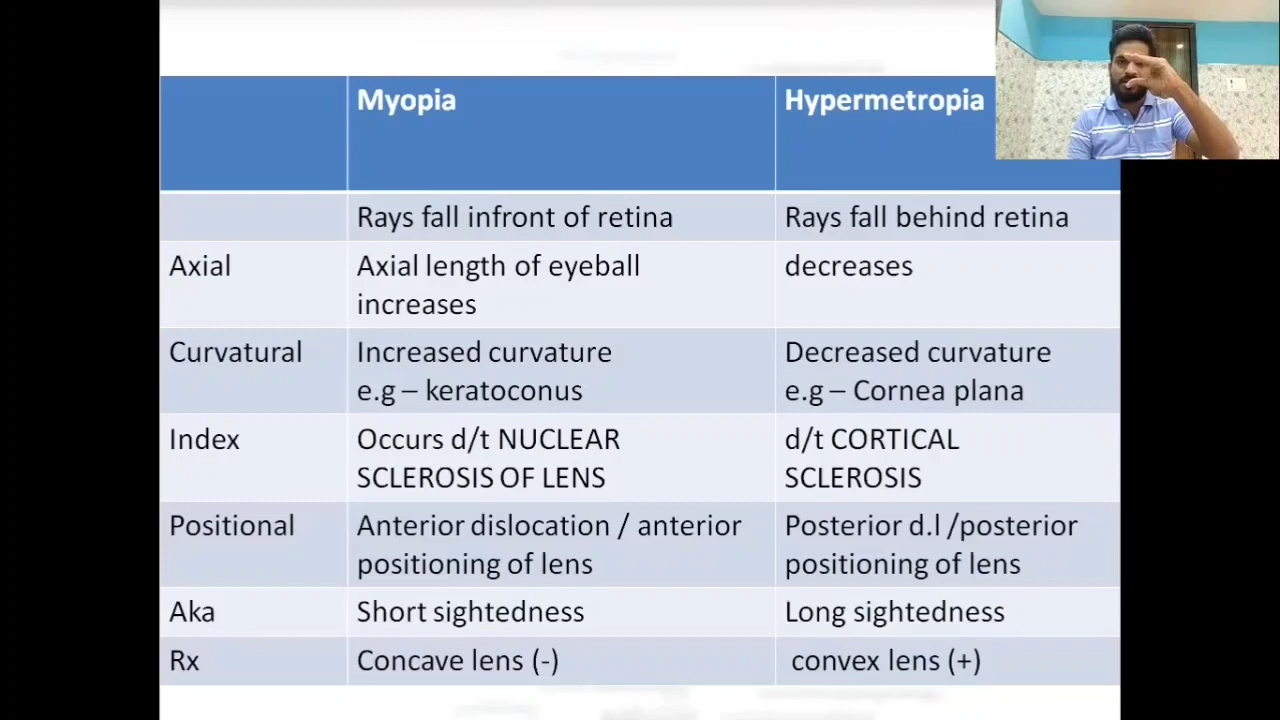 Myopia
Hypermetropia
Rays fall infront of retina
Rays fall behind retina
Axial
Axial length of eyeball
increases
decreases
Curvatural
Increased curvature
e.g – keratoconus
Decreased curvature
e.g – Cornea plana
Index
Occurs d/t NUCLEAR
SCLEROSIS OF LENS
d/t CORTICAL
SCLEROSIS
Positional
Anterior dislocation / anterior
positioning of lens
Posterior d.l /posterior
positioning of lens
Aka
Short sightedness
Long sightedness
Rx
Concave lens (-)
convex lens (+)